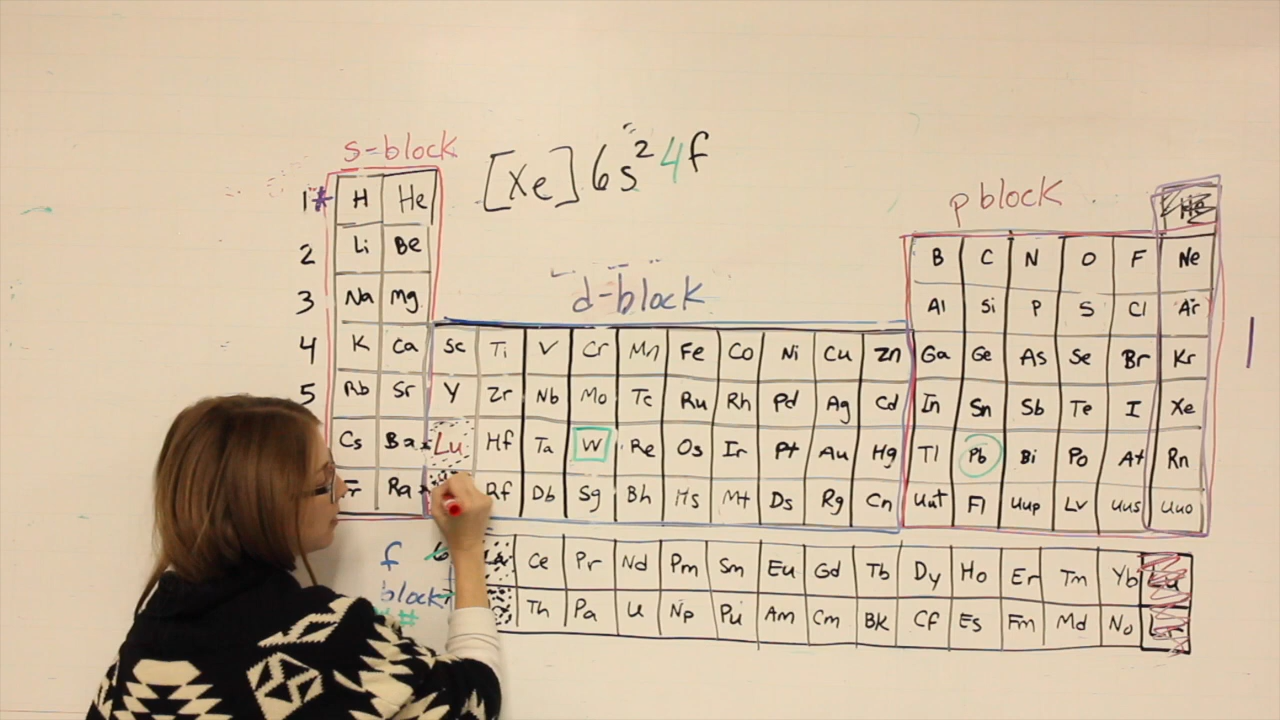 s-block
[Xe] 6s² 4f
p block
d-block
1* H He
2 Li Be B C N O F Ne
3 Na Mg Al Si P S Cl Ar
4 K Ca Sc Ti V Cr Mn Fe Co Ni Cu Zn Ga Ge As Se Br Kr
5 Rb Sr Y Zr Nb Mo Tc Ru Rh Pd Ag Cd In Sn Sb Te I Xe
Cs Ba* Lu Hf Ta W Re Os Ir Pt Au Hg Tl Pb Bi Po At Rn
Fr Ra Rf Db Sg Bh Hs Mt Ds Rg Cn Uut Fl Uup Lv Uus Uuo
f
block
##
6 La Ce Pr Nd Pm Sm Eu Gd Tb Dy Ho Er Tm Yb
Th Pa U Np Pu Am Cm BK Cf Es Fm Md No